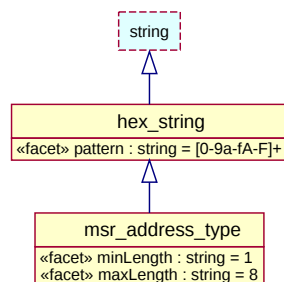 string
hex_string
«facet» pattern : string = [0-9a-fA-F]+
msr_address_type
«facet» minLength : string = 1
«facet» maxLength : string = 8